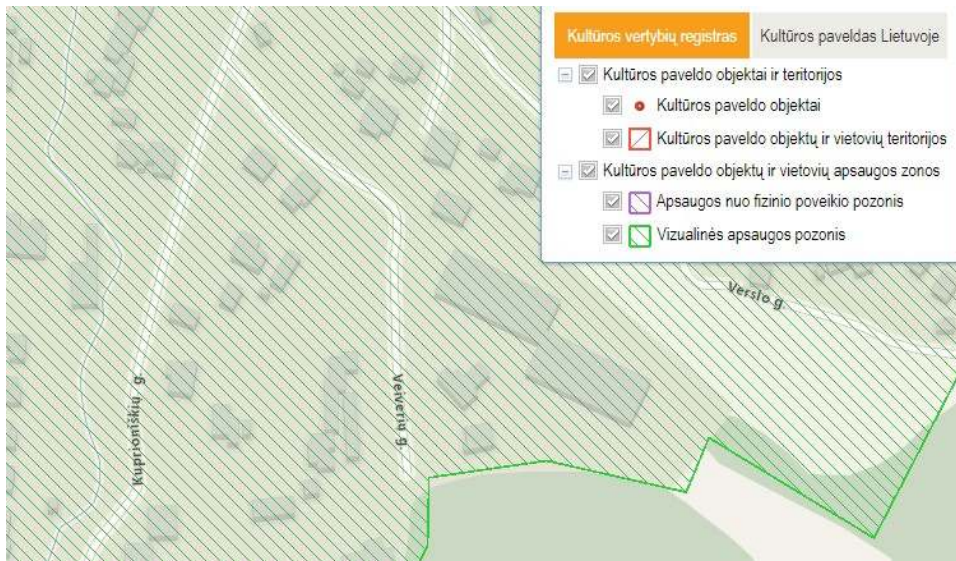 Kultūros vertybių registras
Kultūros paveldas Lietuvoje
Kultūros paveldo objektai ir teritorijos
Kultūros paveldo objektai
Kultūros paveldo objektų ir vietovių teritorijos
Kultūros paveldo objektų ir vietovių apsaugos zonos
Apsaugos nuo fizinio poveikio pozonis
Vizualinės apsaugos pozonis
Verslo g.
Kuprioniškių g.
Veiverių g.